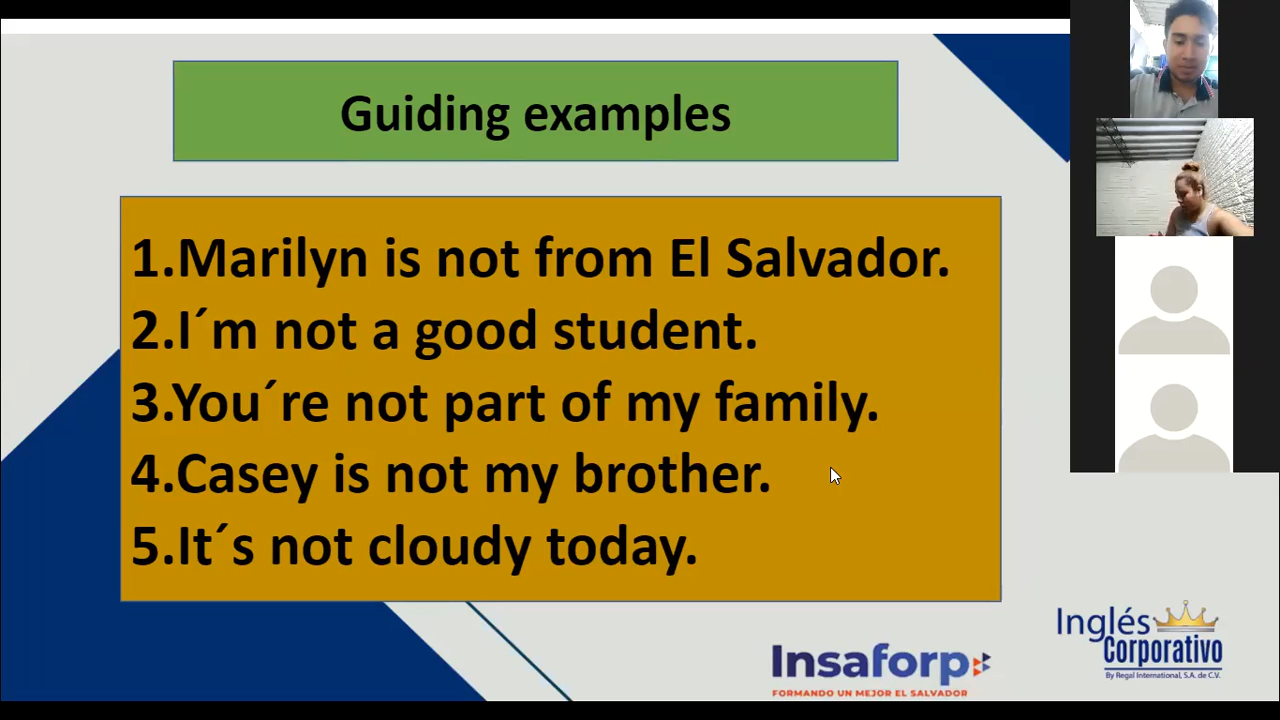 Guiding examples
1.Marilyn is not from El Salvador.
2.I´m not a good student.
3.You´re not part of my family.
4.Casey is not my brother.
5.It´s not cloudy today.
Insaforp
FORMANDO UN MEJOR EL SALVADOR
Inglés
Corporativo
By Regal International, S.A. de C.V.